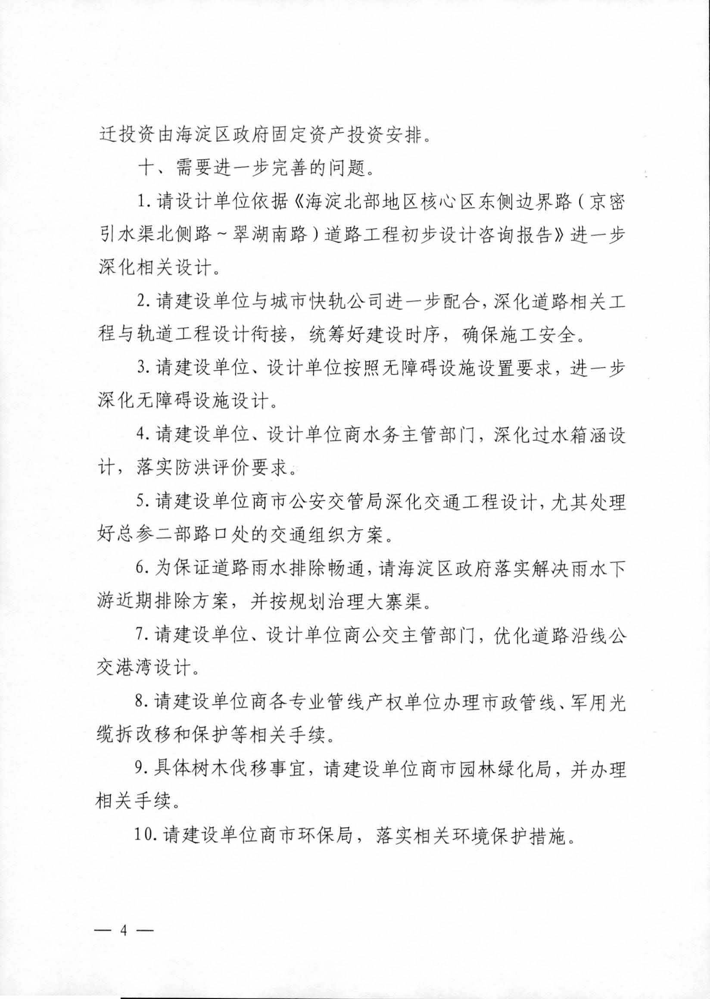 迁投资由海淀区政府固定资产投资安排。
十、需要进一步完善的问题。
1.请设计单位依据《海淀北部地区核心区东侧边界路(京密
引水渠北侧路~翠湖南路)道路工程初步设计咨询报告》进一步
深化相关设计。
2.请建设单位与城市快轨公司进一步配合,深化道路相关工
程与轨道工程设计衔接，统筹好建设时序，确保施工安全。
3.请建设单位、设计单位按照无障碍设施设置要求，进一步
深化无障碍设施设计。
4.请建设单位、设计单位商水务主管部门，深化过水箱涵设
计，落实防洪评价要求。
5.请建设单位商市公安交管局深化交通工程设计,尤其处理
好总参二部路口处的交通组织方案。
6.为保证道路雨水排除畅通,请海淀区政府落实解决雨水下
游近期排除方案，并按规划治理大寨渠。
7.请建设单位、设计单位商公交主管部门，优化道路沿线公
交港湾设计。
8.请建设单位商各专业管线产权单位办理市政管线、军用光
缆拆改移和保护等相关手续。
9.具体树木伐移事宜，请建设单位商市园林绿化局，并办理
相关手续。
10.请建设单位商市环保局，落实相关环境保护措施。
— 4 —